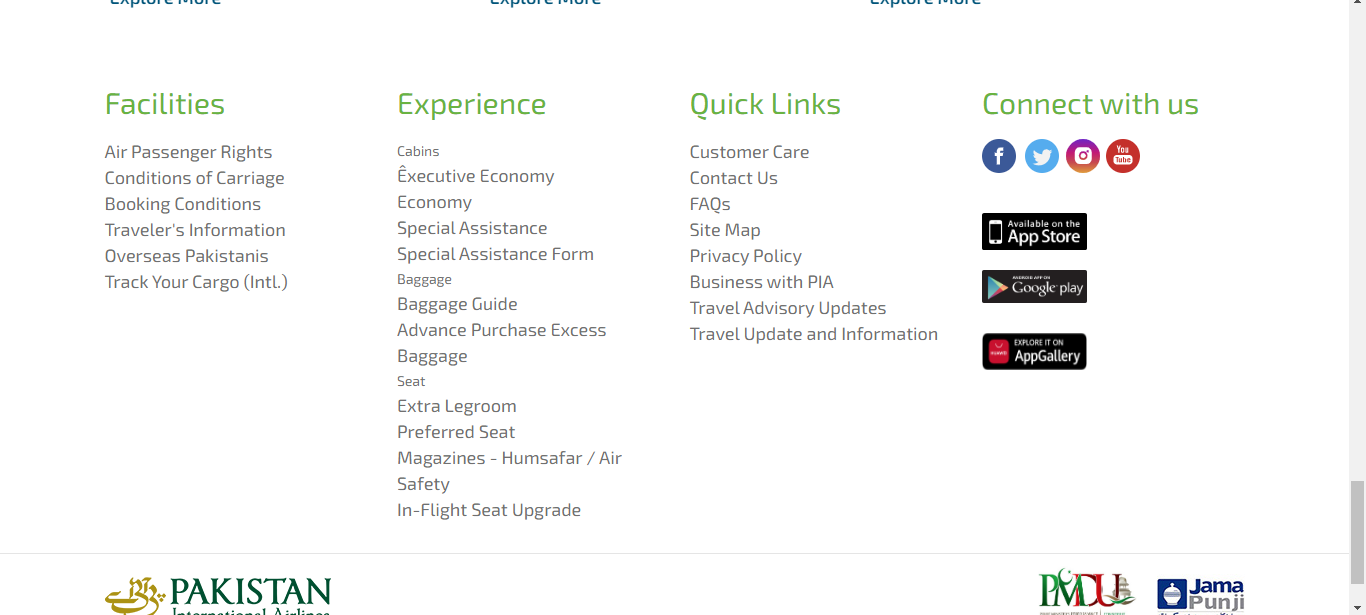 Explore More Explore More Explore More
Facilities
Air Passenger Rights
Conditions of Carriage
Booking Conditions
Traveler's Information
Overseas Pakistanis
Track Your Cargo (Intl.)
Experience
Cabins
Êxecutive Economy
Economy
Special Assistance
Special Assistance Form
Baggage
Baggage Guide
Advance Purchase Excess
Baggage
Seat
Extra Legroom
Preferred Seat
Magazines - Humsafar / Air
Safety
In-Flight Seat Upgrade
Quick Links
Customer Care
Contact Us
FAQs
Site Map
Privacy Policy
Business with PIA
Travel Advisory Updates
Travel Update and Information
Connect with us
f
You
Tube
Available on the
App Store
ANDROID APP ON
Google play
HUAWEI
EXPLORE IT ON
AppGallery
PAKISTAN
International Airlines
PMDU
Jama
Punji